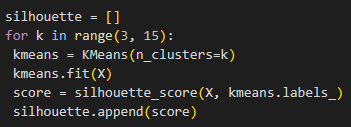 silhouette = []
for k in range(3, 15):
 kmeans = KMeans(n_clusters=k)
 kmeans.fit(X)
 score = silhouette_score(X, kmeans.labels_)
 silhouette.append(score)